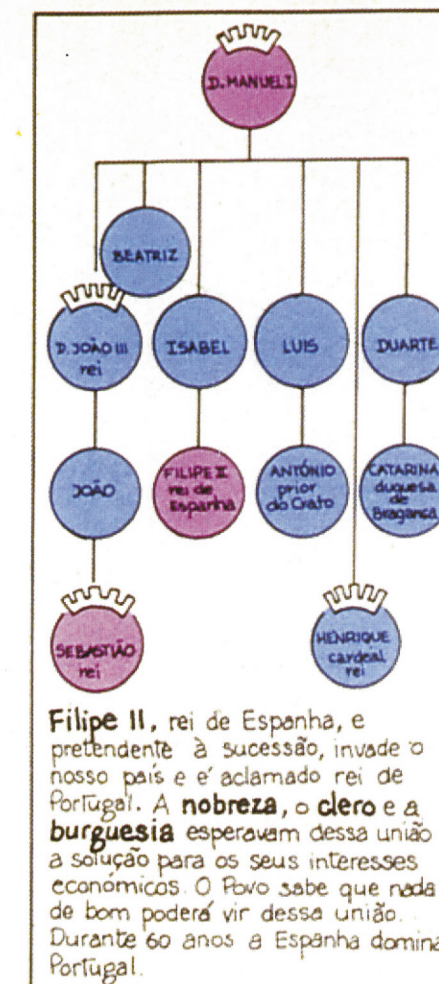 D. MANUEL I
BEATRIZ
D. JOÃO III
rei
ISABEL
LUIS
DUARTE
JOÃO
FILIPE II
rei de
Espanha
ANTÓNIO
prior
do Crato
CATARINA
duquesa
de
Bragança
SEBASTIÃO
rei
HENRIQUE
cardeal
rei
Filipe II, rei de Espanha, e
pretendente à sucessão, invade o
nosso país e é aclamado rei de
Portugal. A nobreza, o clero e a
burguesia esperavam dessa união
a solução para os seus interesses
económicos. O Povo sabe que nada
de bom poderá vir dessa união.
Durante 60 anos a Espanha domina
Portugal.